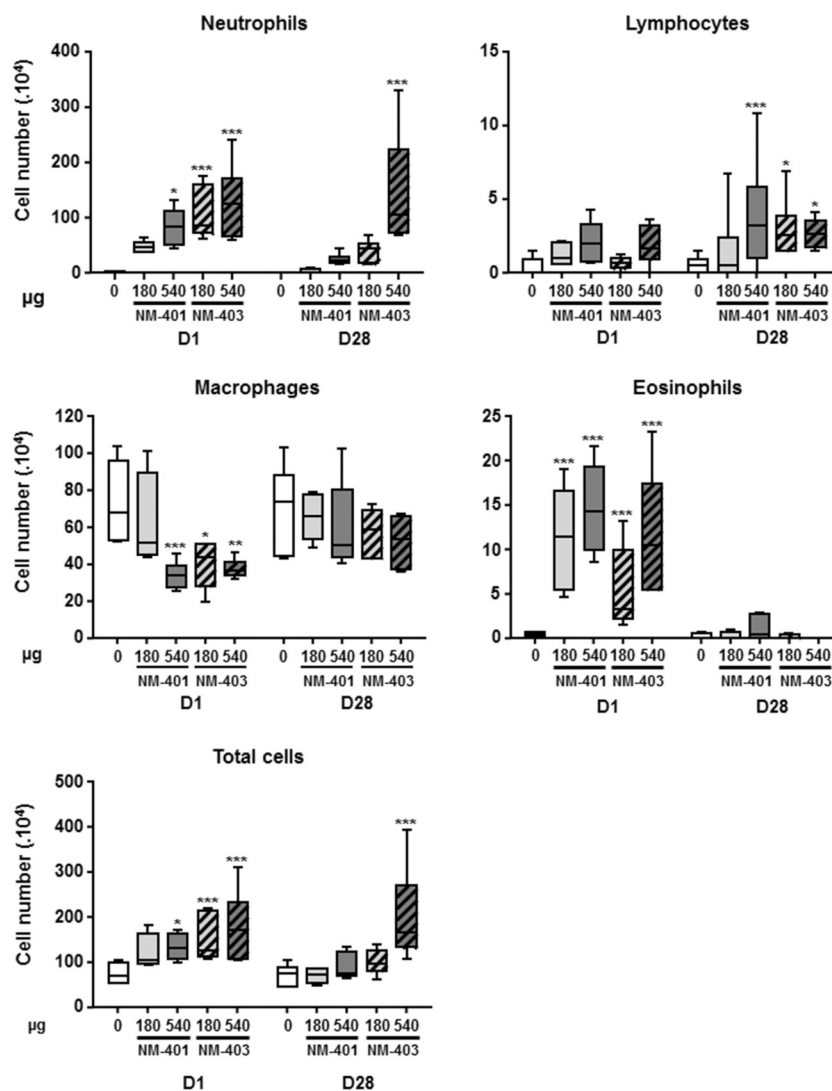 Neutrophils
Cell number (.10⁴)
400
300
200
100
0
*
***
***
***
µg
0 180 540 180 540 0 180 540 180 540
NM-401 NM-403 NM-401 NM-403
D1 D28
Lymphocytes
Cell number (.10⁴)
15
10
5
0
***
*
*
0 180 540 180 540 0 180 540 180 540
NM-401 NM-403 NM-401 NM-403
D1 D28
Macrophages
Cell number (.10⁴)
120
100
80
60
40
20
0
***
*
**
µg
0 180 540 180 540 0 180 540 180 540
NM-401 NM-403 NM-401 NM-403
D1 D28
Eosinophils
Cell number (.10⁴)
25
20
15
10
5
0
***
***
***
***
µg
0 180 540 180 540 0 180 540 180 540
NM-401 NM-403 NM-401 NM-403
D1 D28
Total cells
Cell number (.10⁴)
500
400
300
200
100
0
*
***
***
***
µg
0 180 540 180 540 0 180 540 180 540
NM-401 NM-403 NM-401 NM-403
D1 D28